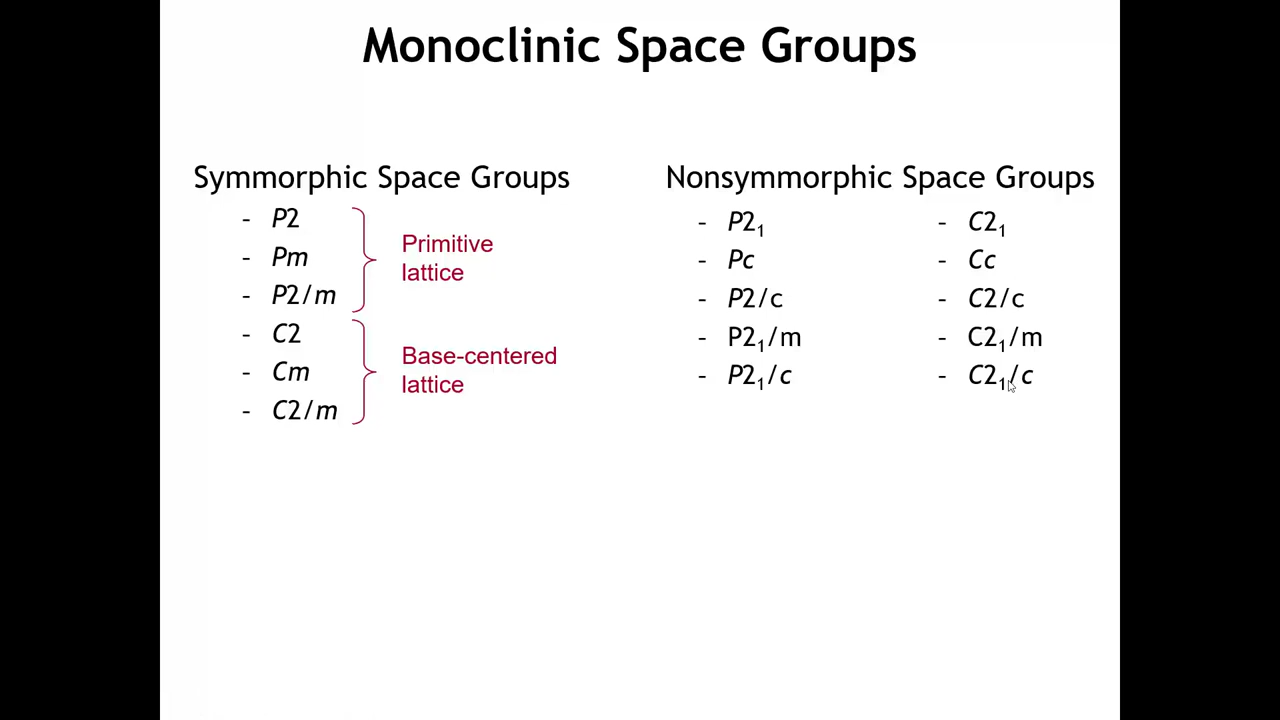 Monoclinic Space Groups
Symmorphic Space Groups
- P2
- Pm
- P2/m
- C2
- Cm
- C2/m
Primitive
lattice
Base-centered
lattice
Nonsymmorphic Space Groups
- P2₁
- Pc
- P2/c
- P2₁/m
- P2₁/c
- C2₁
- Cc
- C2/c
- C2₁/m
- C2₁/c